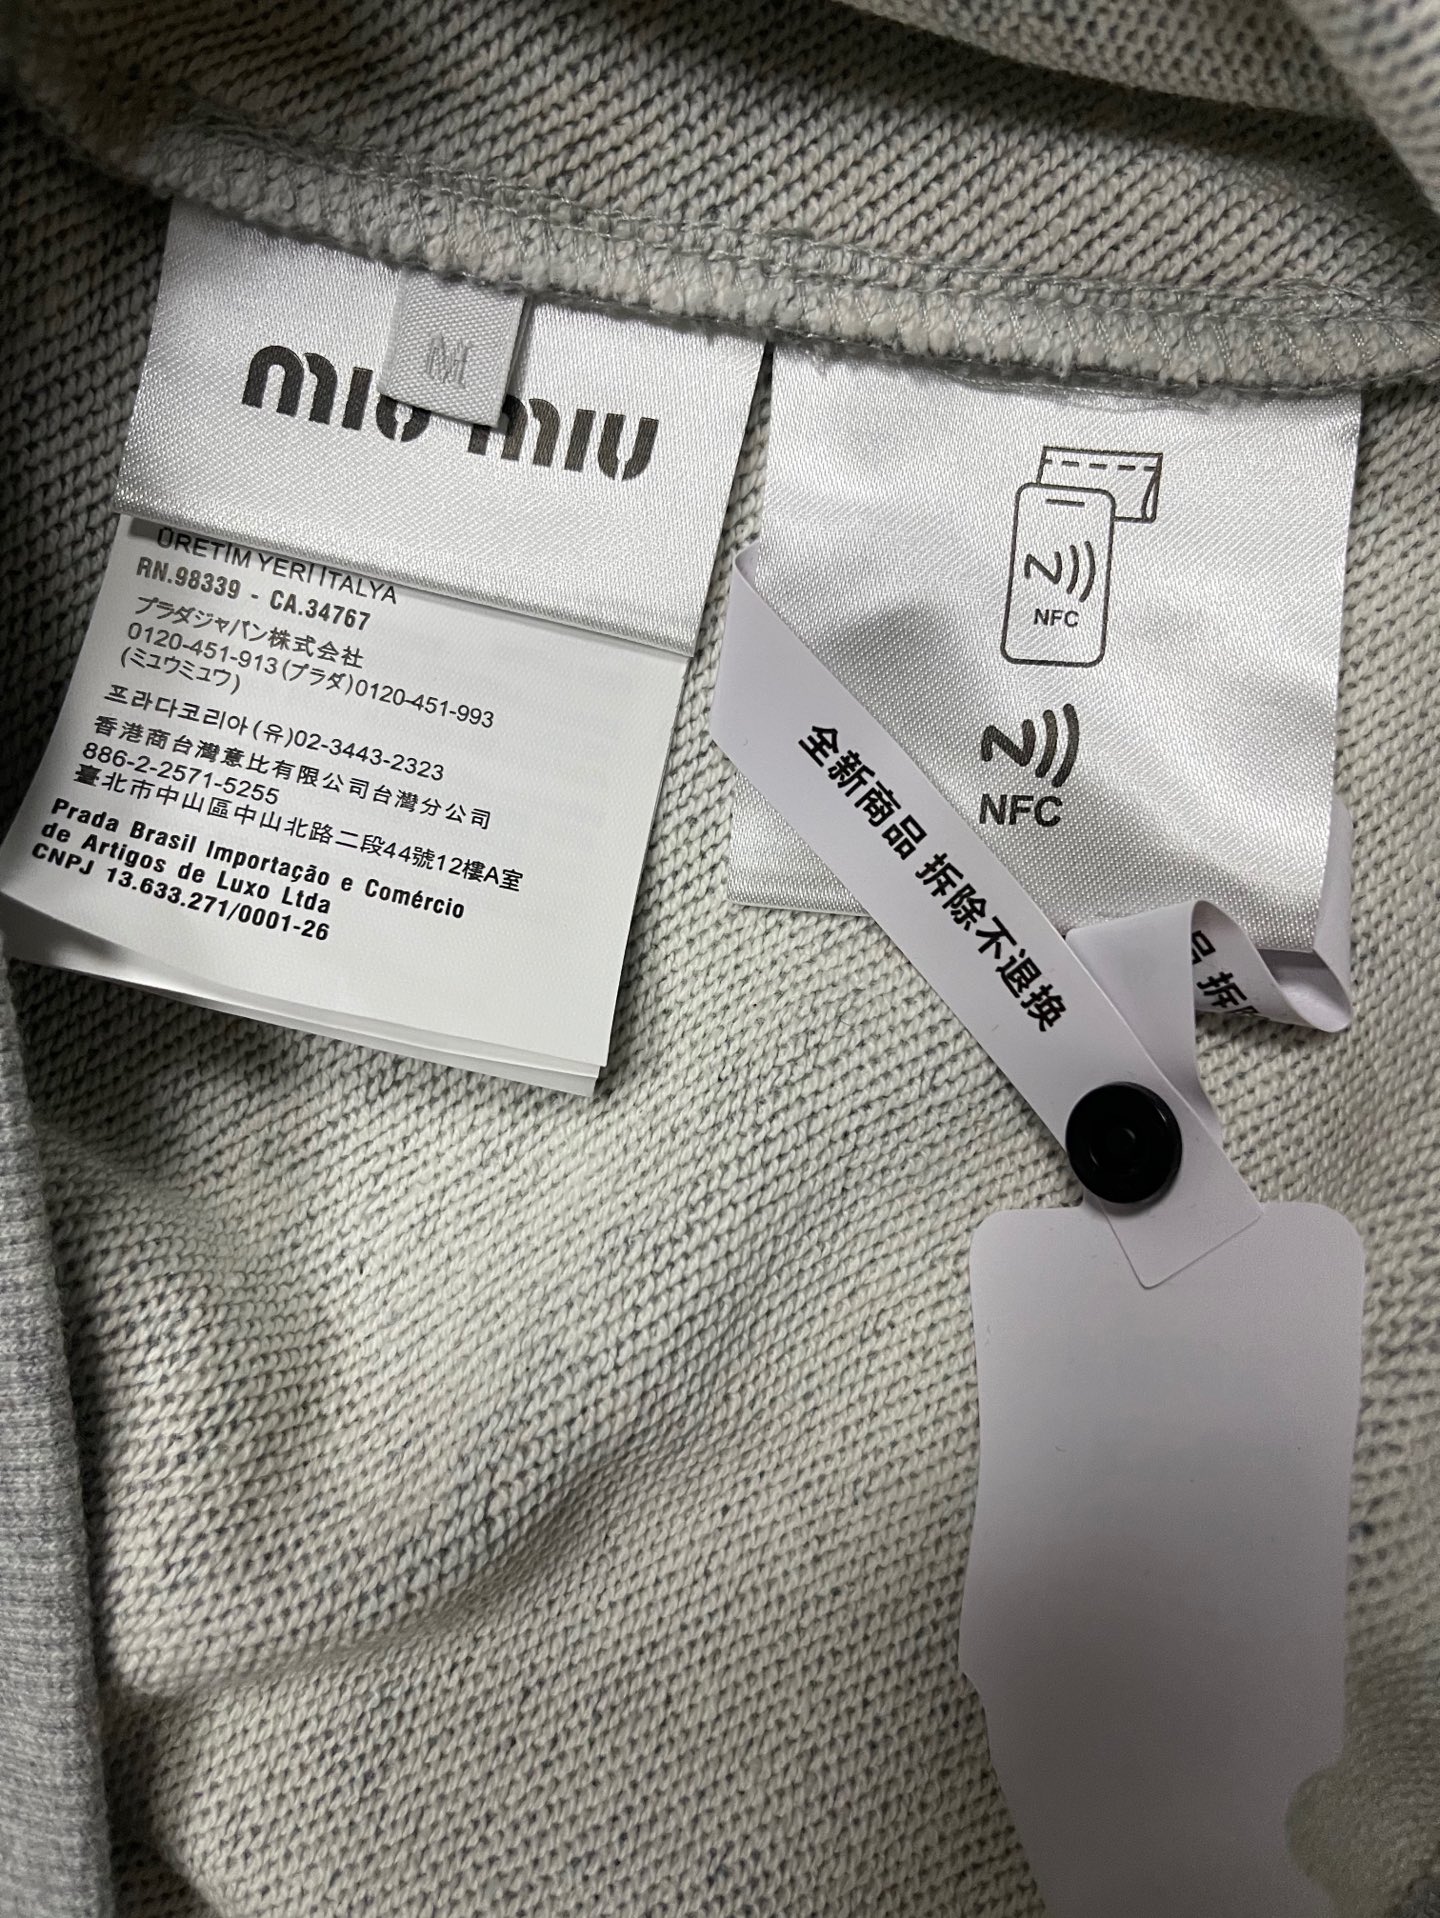 M
miu miu
ÜRETİM YERİ İTALYA
RN.98339 - CA.34767
プラダジャパン株式会社
0120-451-913(プラダ)0120-451-993
(ミュウミュウ)
프라다코리아(유)02-3443-2323
香港商台灣意比有限公司台灣分公司
886-2-2571-5255
臺北市中山區中山北路二段44號12樓A室
Prada Brasil Importação e Comércio
de Artigos de Luxo Ltda
CNPJ 13.633.271/0001-26
NFC
NFC
全新商品 拆除不退换
品 拆除